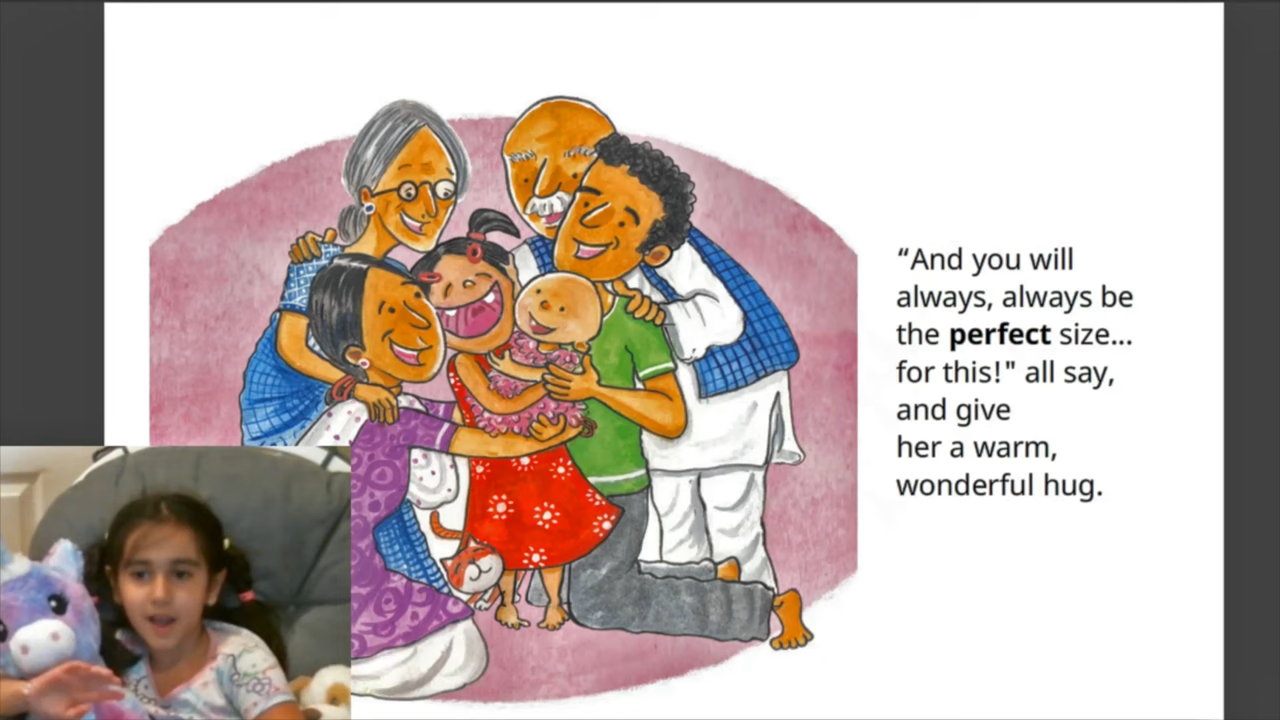 “And you will
always, always be
the perfect size...
for this!" all say,
and give
her a warm,
wonderful hug.